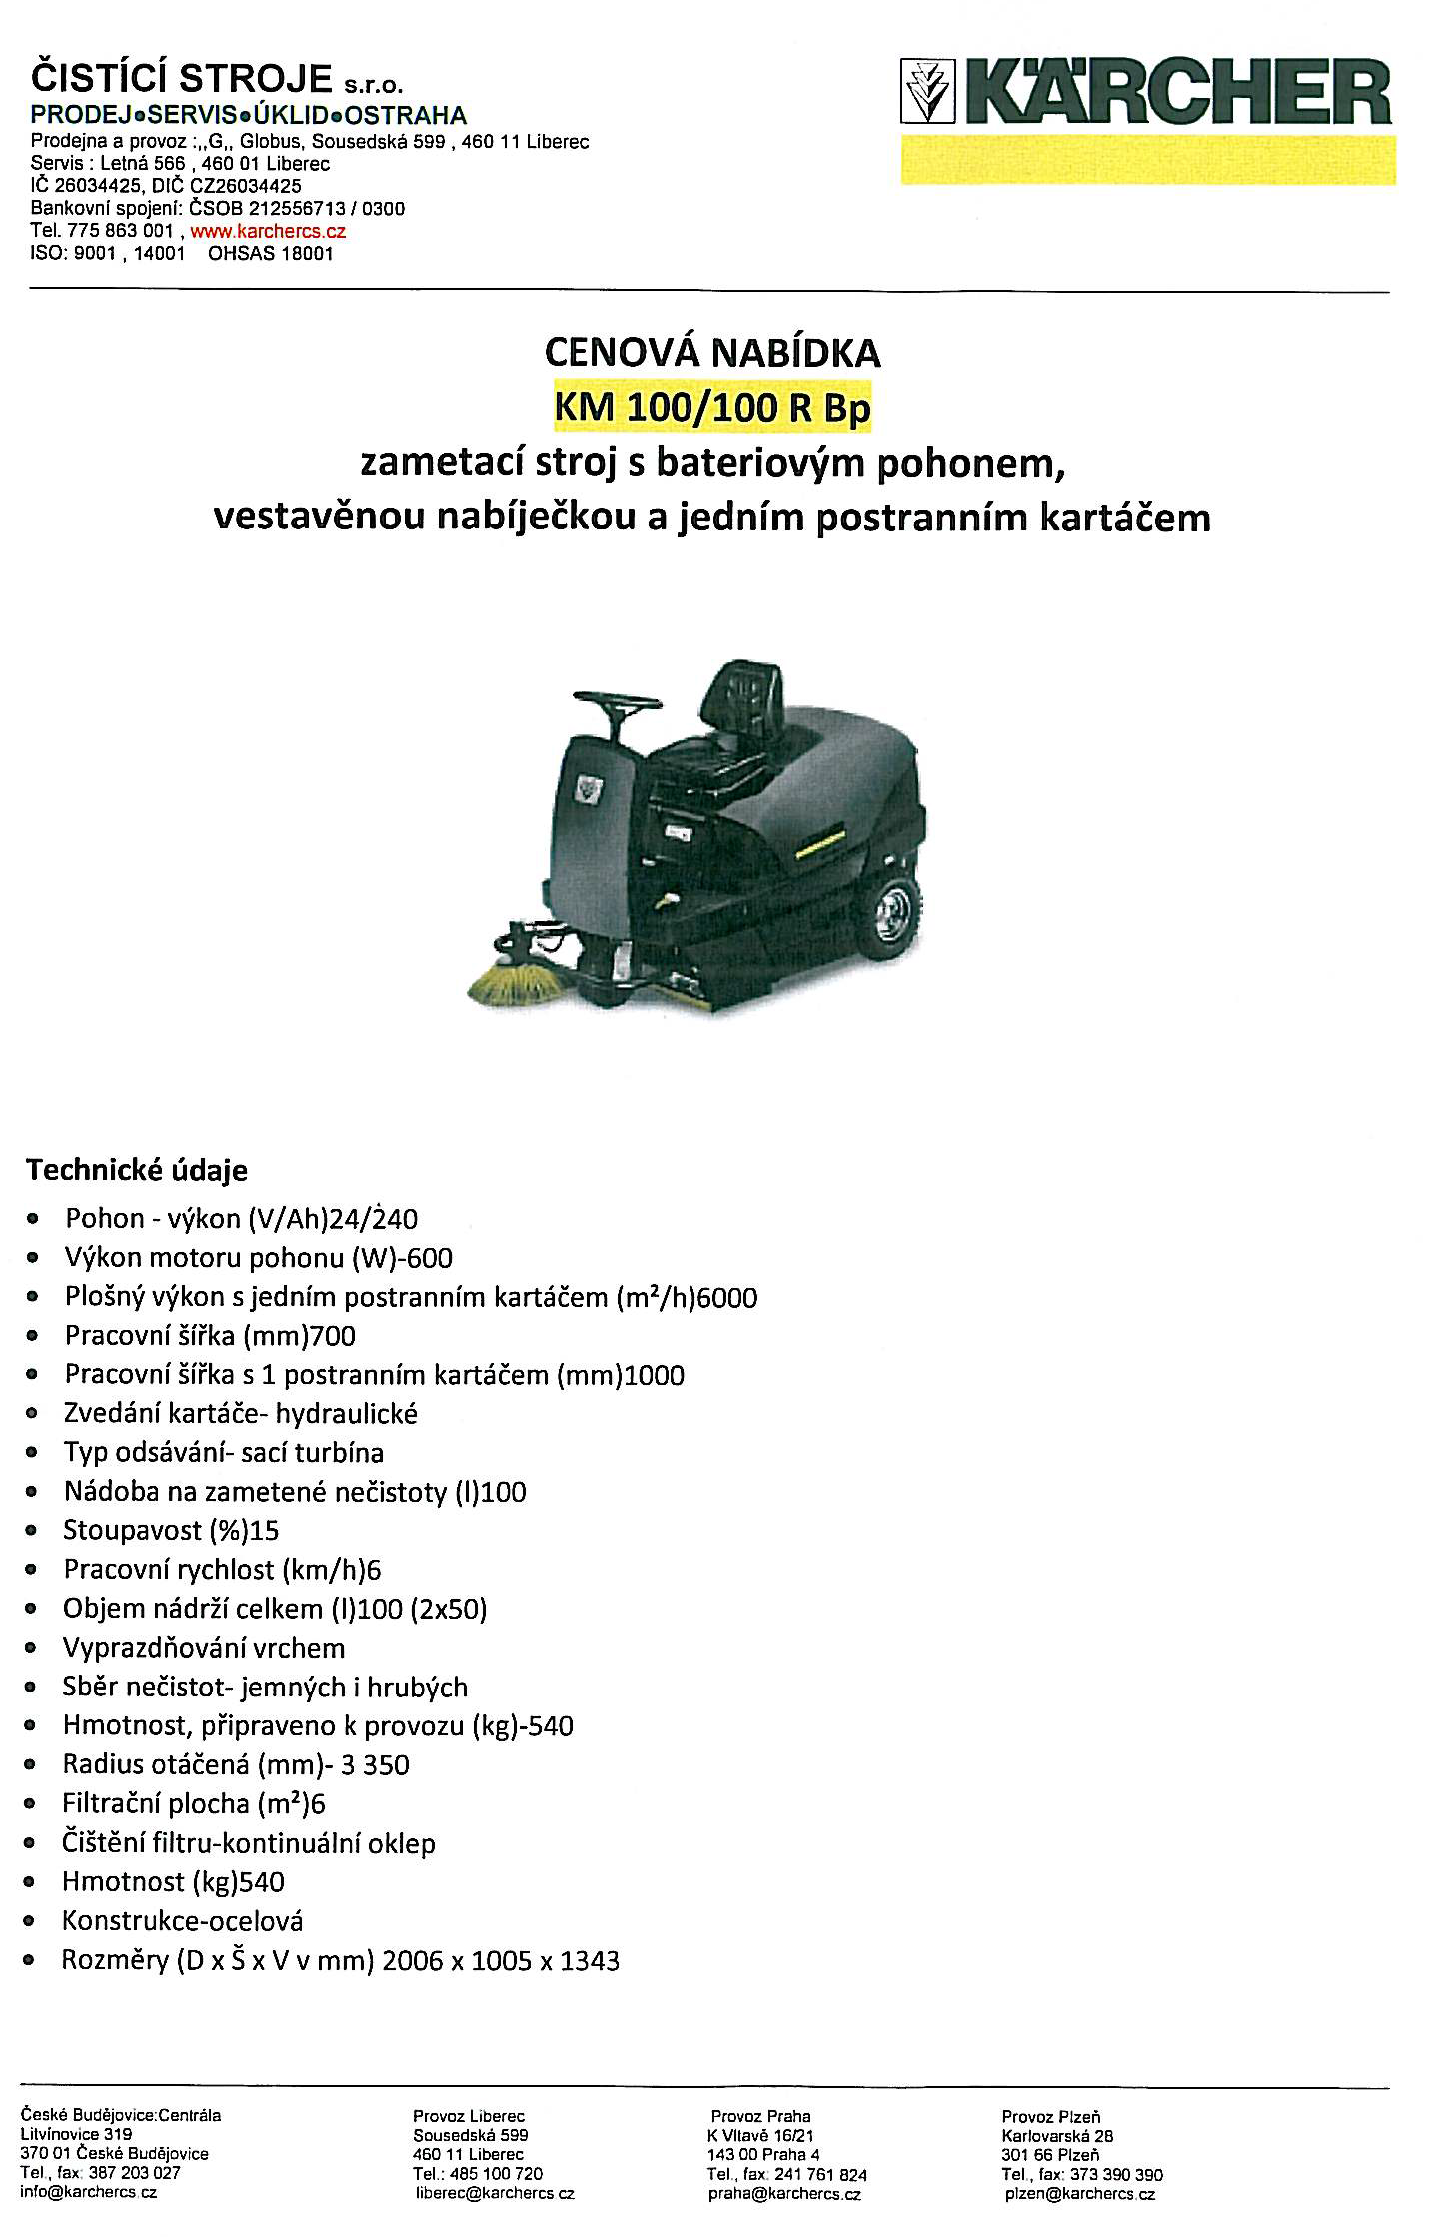 ČISTÍCÍ STROJE s.r.o.
PRODEJ●SERVIS●ÚKLID●OSTRAHA
Prodejna a provoz :„G„ Globus, Sousedská 599 , 460 11 Liberec
Servis : Letná 566 , 460 01 Liberec
IČ 26034425, DIČ CZ26034425
Bankovní spojení: ČSOB 212556713 / 0300
Tel. 775 863 001 , www.karchercs.cz
ISO: 9001 , 14001 OHSAS 18001
KÄRCHER
CENOVÁ NABÍDKA
KM 100/100 R Bp
zametací stroj s bateriovým pohonem,
vestavěnou nabíječkou a jedním postranním kartáčem
Technické údaje
• Pohon - výkon (V/Ah)24/240
• Výkon motoru pohonu (W)-600
• Plošný výkon s jedním postranním kartáčem (m²/h)6000
• Pracovní šířka (mm)700
• Pracovní šířka s 1 postranním kartáčem (mm)1000
• Zvedání kartáče- hydraulické
• Typ odsávání- sací turbína
• Nádoba na zametené nečistoty (l)100
• Stoupavost (%)15
• Pracovní rychlost (km/h)6
• Objem nádrží celkem (l)100 (2x50)
• Vyprazdňování vrchem
• Sběr nečistot- jemných i hrubých
• Hmotnost, připraveno k provozu (kg)-540
• Radius otáčená (mm)- 3 350
• Filtrační plocha (m²)6
• Čištění filtru-kontinuální oklep
• Hmotnost (kg)540
• Konstrukce-ocelová
• Rozměry (D x Š x V v mm) 2006 x 1005 x 1343
České Budějovice:Centrála
Litvínovice 319
370 01 České Budějovice
Tel., fax: 387 203 027
info@karchercs.cz
Provoz Liberec
Sousedská 599
460 11 Liberec
Tel.: 485 100 720
liberec@karchercs.cz
Provoz Praha
K Vltavě 16/21
143 00 Praha 4
Tel., fax: 241 761 824
praha@karchercs.cz
Provoz Plzeň
Karlovarská 28
301 66 Plzeň
Tel., fax: 373 390 390
plzen@karchercs.cz